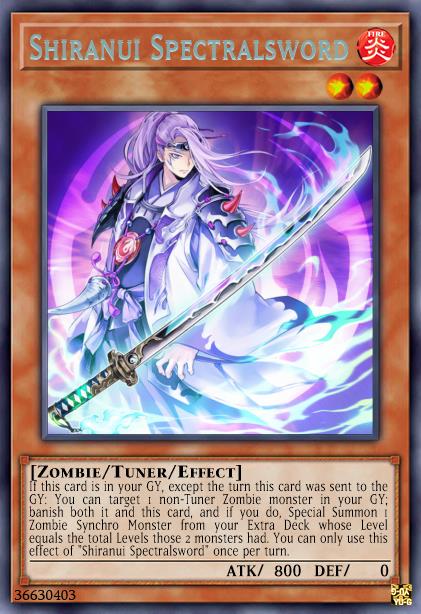 SHIRANUI SPECTRALSWORD
FIRE
炎
[ZOMBIE/TUNER/EFFECT]
If this card is in your GY, except the turn this card was sent to the
GY: You can target 1 non-Tuner Zombie monster in your GY;
banish both it and this card, and if you do, Special Summon 1
Zombie Synchro Monster from your Extra Deck whose Level
equals the total Levels those 2 monsters had. You can only use this
effect of "Shiranui Spectralsword" once per turn.
ATK/ 800 DEF/ 0
36630403